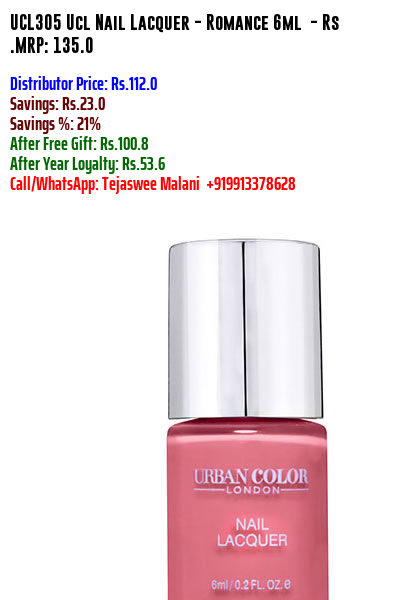 UCL305 Ucl Nail Lacquer - Romance 6ml  - Rs
.MRP: 135.0
Distributor Price: Rs.112.0
Savings: Rs.23.0
Savings %: 21%
After Free Gift: Rs.100.8
After Year Loyalty: Rs.53.6
Call/WhatsApp: Tejaswee Malani  +919913378628
URBAN COLOR
LONDON
NAIL
LACQUER
6ml / 0.2 FL. OZ. e